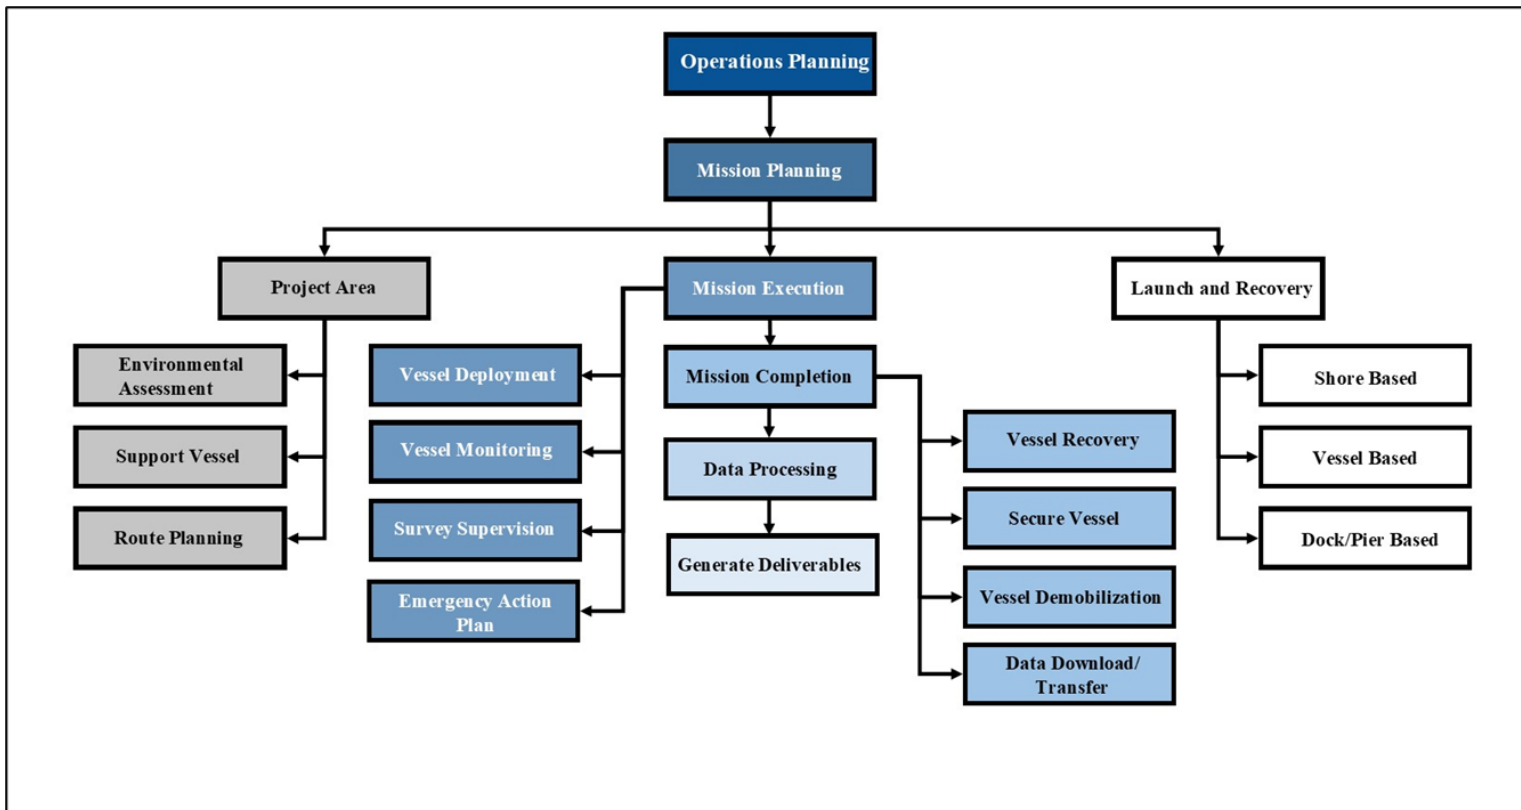 Operations Planning
Mission Planning
Project Area
Mission Execution
Launch and Recovery
Environmental
Assessment
Support Vessel
Route Planning
Vessel Deployment
Vessel Monitoring
Survey Supervision
Emergency Action
Plan
Mission Completion
Data Processing
Generate Deliverables
Vessel Recovery
Secure Vessel
Vessel Demobilization
Data Download/
Transfer
Shore Based
Vessel Based
Dock/Pier Based